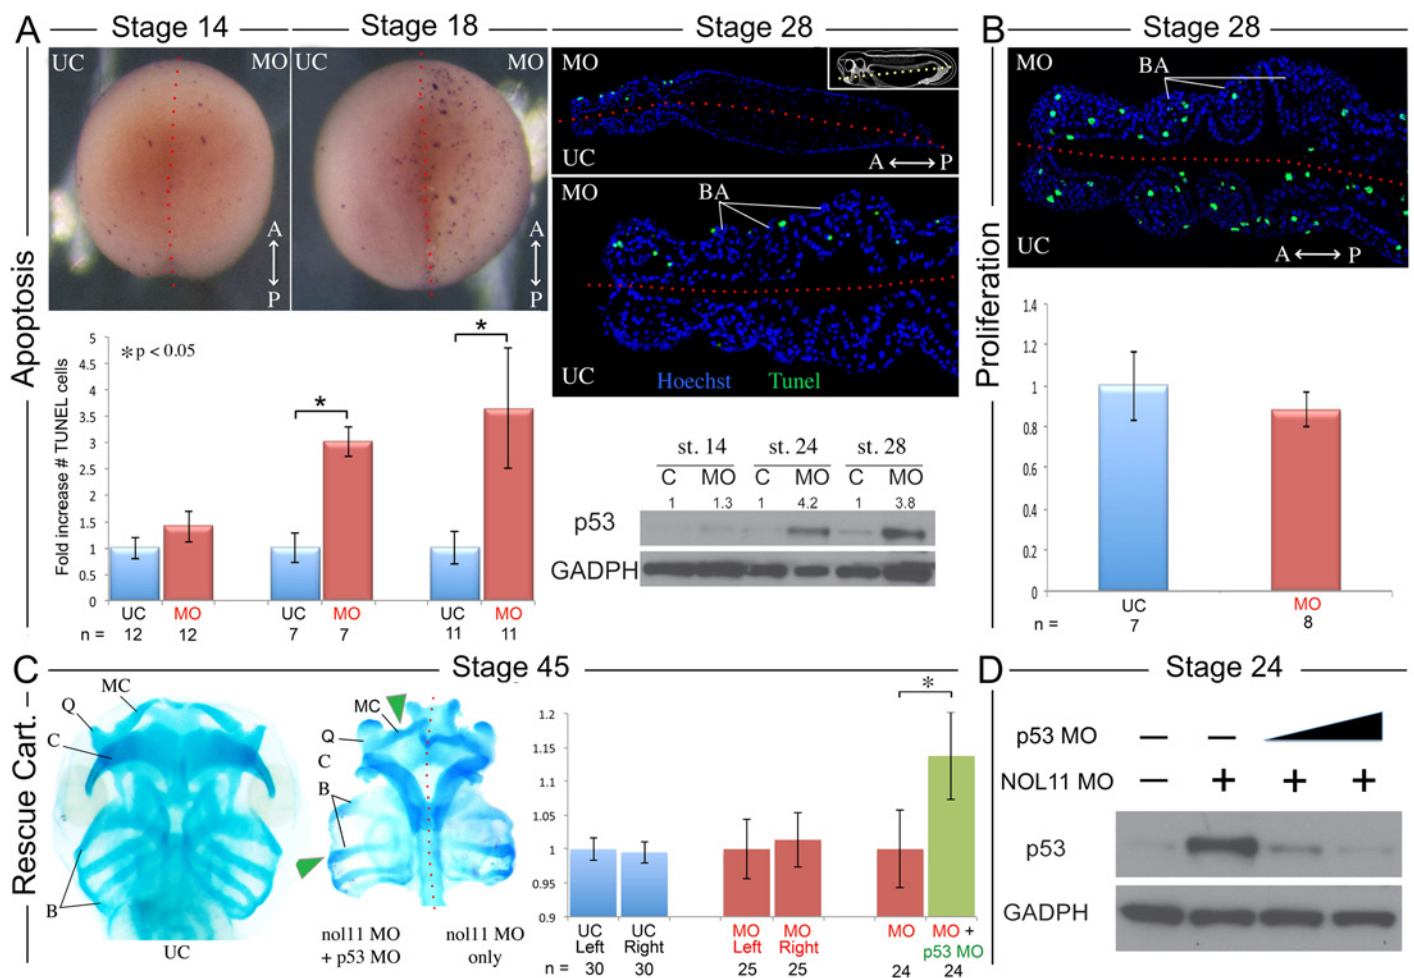 A
Stage 14
Stage 18
Stage 28
Apoptosis
UC
MO
A
P
UC
MO
A
P
MO
UC
A
P
MO
BA
UC
Hoechst
Tunel
Fold increase # TUNEL cells
5
4.5
4
3.5
3
2.5
2
1.5
1
0.5
0
*p < 0.05
*
*
UC
MO
UC
MO
UC
MO
n =
12
12
7
7
11
11
st. 14
st. 24
st. 28
C
MO
C
MO
C
MO
1
1.3
1
4.2
1
3.8
p53
GADPH
B
Stage 28
Proliferation
MO
BA
UC
A
P
1.4
1.2
1
0.8
0.6
0.4
0.2
0
UC
MO
n =
7
8
C
Stage 45
Rescue Cart.
MC
Q
C
B
UC
MC
Q
C
B
nol11 MO
+ p53 MO
nol11 MO
only
1.2
1.15
1.1
1.05
1
0.95
0.9
*
UC
Left
UC
Right
MO
Left
MO
Right
MO
MO +
p53 MO
n =
30
30
25
25
24
24
D
Stage 24
p53 MO
— —
NOL11 MO
— + + +
p53
GADPH